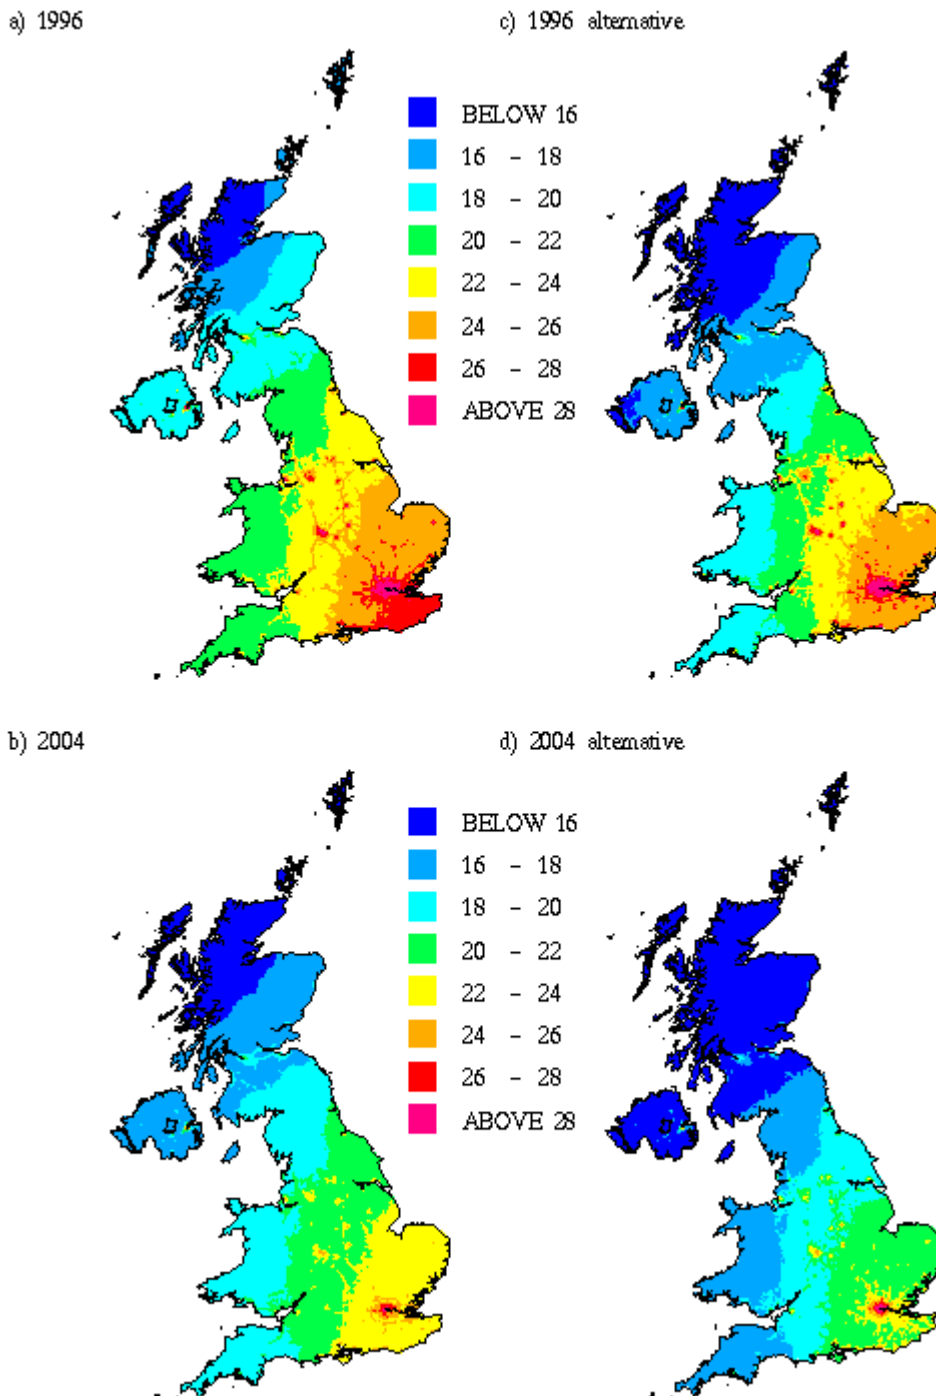 a) 1996
c) 1996 alternative
BELOW 16
16 - 18
18 - 20
20 - 22
22 - 24
24 - 26
26 - 28
ABOVE 28
b) 2004
d) 2004 alternative
BELOW 16
16 - 18
18 - 20
20 - 22
22 - 24
24 - 26
26 - 28
ABOVE 28